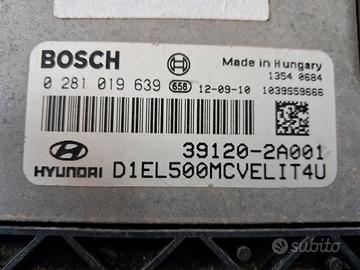 BOSCH
Made in Hungary
1354 0684
0 281 019 639 658 12-09-10 1039S59666
39120-2A001
HYUNDAI D1EL500MCVELIT4U
subito